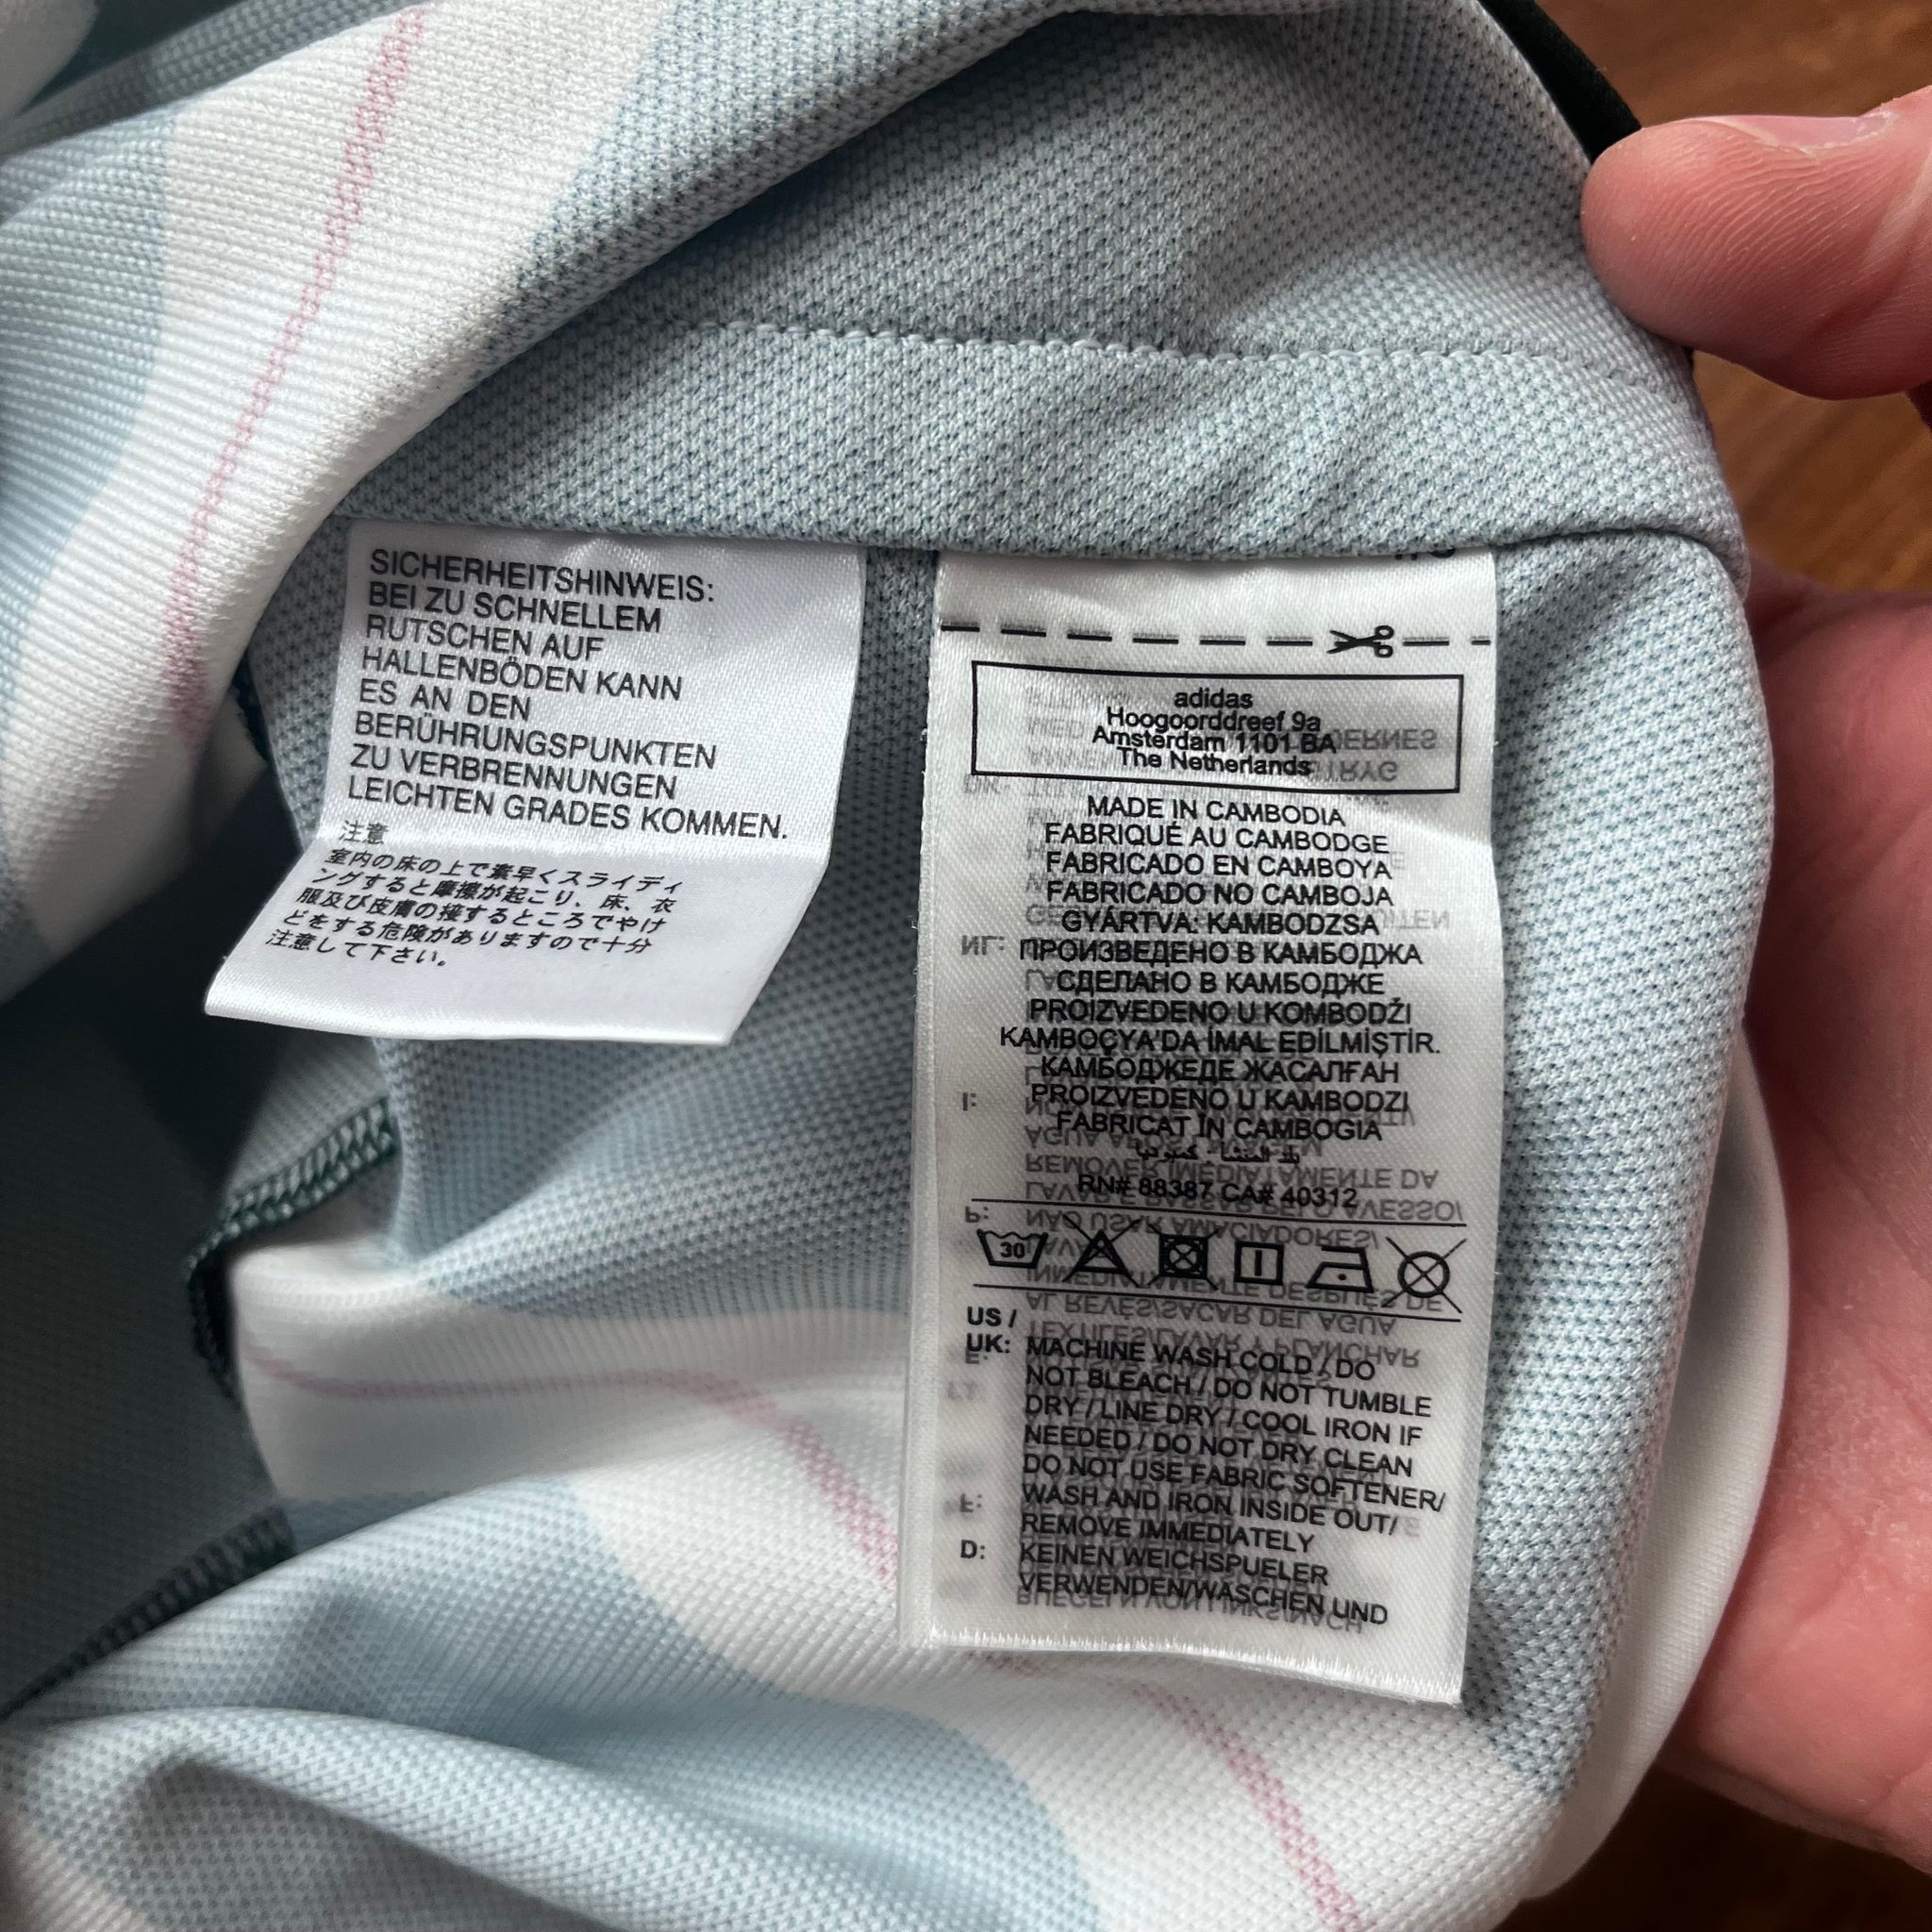 SICHERHEITSHINWEIS:
BEI ZU SCHNELLEM
RUTSCHEN AUF
HALLENBÖDEN KANN
ES AN DEN
BERÜHRUNGSPUNKTEN
ZU VERBRENNUNGEN
LEICHTEN GRADES KOMMEN.
注意
室内の床の上で素早くスライディ
ングすると摩擦が起こり、床、衣
服及び皮膚の接するところでやけ
どをする危険がありますので十分
注意して下さい。
adidas
Hoogoorddreef 9a
Amsterdam 1101 BA
The Netherlands
MADE IN CAMBODIA
FABRIQUÉ AU CAMBODGE
FABRICADO EN CAMBOYA
FABRICADO NO CAMBOJA
GYÁRTVA: KAMBODZSA
ПРОИЗВЕДЕНО В КАМБОДЖА
СДЕЛАНО В КАМБОДЖЕ
PROIZVEDENO U KOMBODŽI
KAMBOÇYA'DA İMAL EDİLMİŞTİR.
КАМБОДЖЕДЕ ЖАСАЛҒАН
PROIZVEDENO U KAMBODZI
FABRICAT ÎN CAMBOGIA
بلد المنشأ - كمبوديا
RN# 88387 CA# 40312
30
US /
UK: MACHINE WASH COLD / DO
NOT BLEACH / DO NOT TUMBLE
DRY / LINE DRY / COOL IRON IF
NEEDED / DO NOT DRY CLEAN
DO NOT USE FABRIC SOFTENER/
WASH AND IRON INSIDE OUT/
REMOVE IMMEDIATELY
D: KEINEN WEICHSPUELER
VERWENDEN/WASCHEN UND